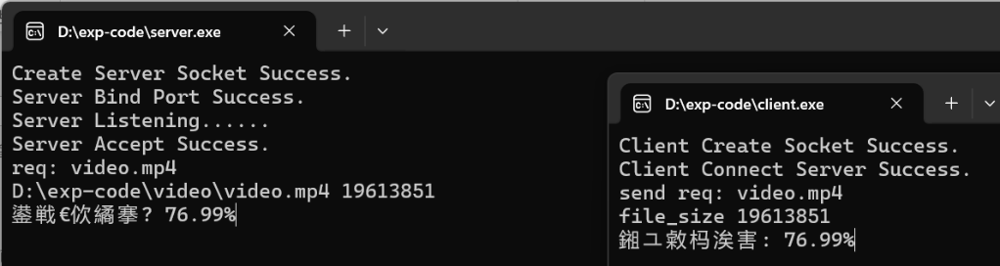 D:\exp-code\server.exe
Create Server Socket Success.
Server Bind Port Success.
Server Listening......
Server Accept Success.
req: video.mp4
D:\exp-code\video\video.mp4 19613851
鍙戦€佽繘搴? 76.99%
D:\exp-code\client.exe
Client Create Socket Success.
Client Connect Server Success.
send req: video.mp4
file_size 19613851
鎺ユ敹杩涘害: 76.99%